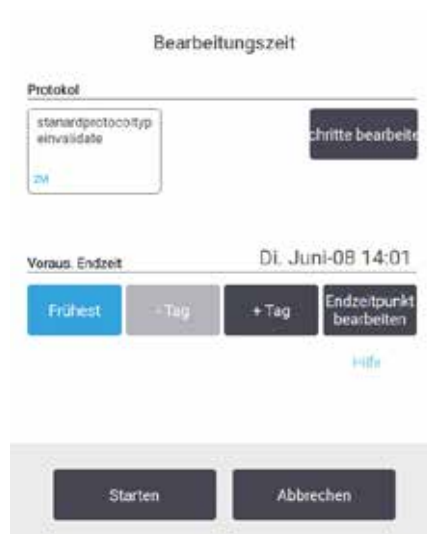 Bearbeitungszeit
Protokol
stanardprotocoltyp
einvalidate
2M
chritte bearbeite
Voraus. Endzeit
Di. Juni-08 14:01
Frühest
- Tag
+ Tag
Endzeitpunkt
bearbeiten
Hilfe
Starten
Abbrechen